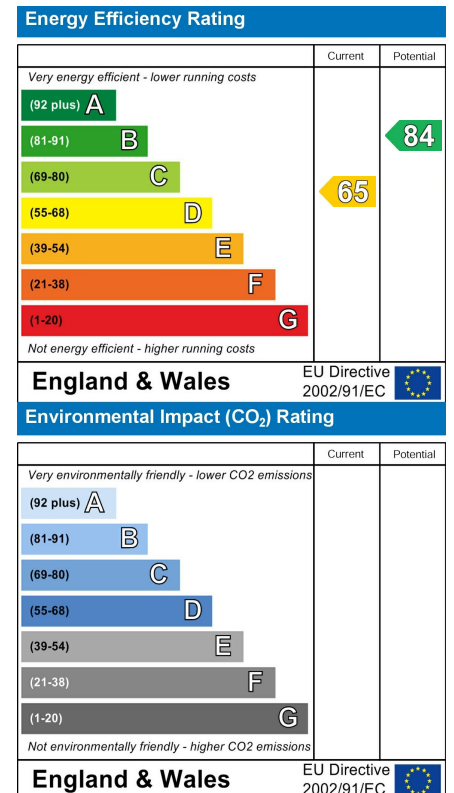 Energy Efficiency Rating
Current Potential
Very energy efficient - lower running costs
(92 plus) A
(81-91) B
(69-80) C
(55-68) D
(39-54) E
(21-38) F
(1-20) G
65
84
Not energy efficient - higher running costs
England & Wales
EU Directive
2002/91/EC
Environmental Impact (CO₂) Rating
Current Potential
Very environmentally friendly - lower CO2 emissions
(92 plus) A
(81-91) B
(69-80) C
(55-68) D
(39-54) E
(21-38) F
(1-20) G
Not environmentally friendly - higher CO2 emissions
England & Wales
EU Directive
2002/91/EC